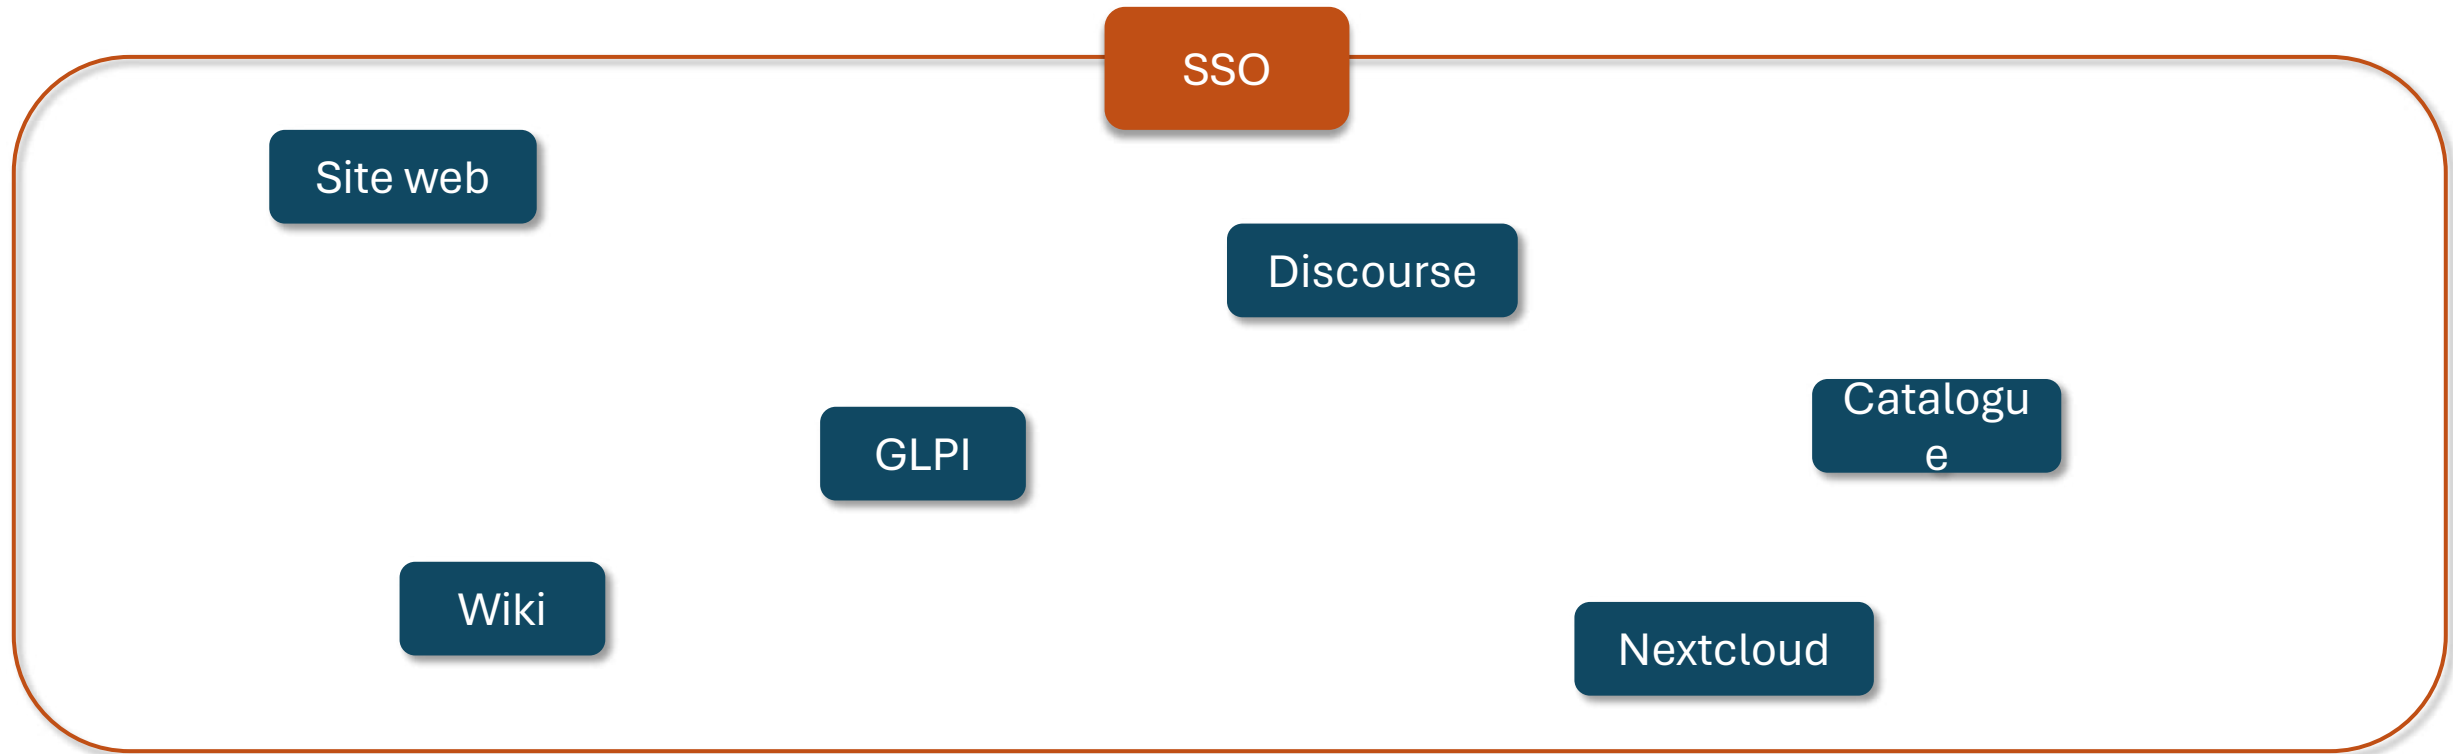 SSO
Site web
Discourse
Catalogu
e
GLPI
Wiki
Nextcloud